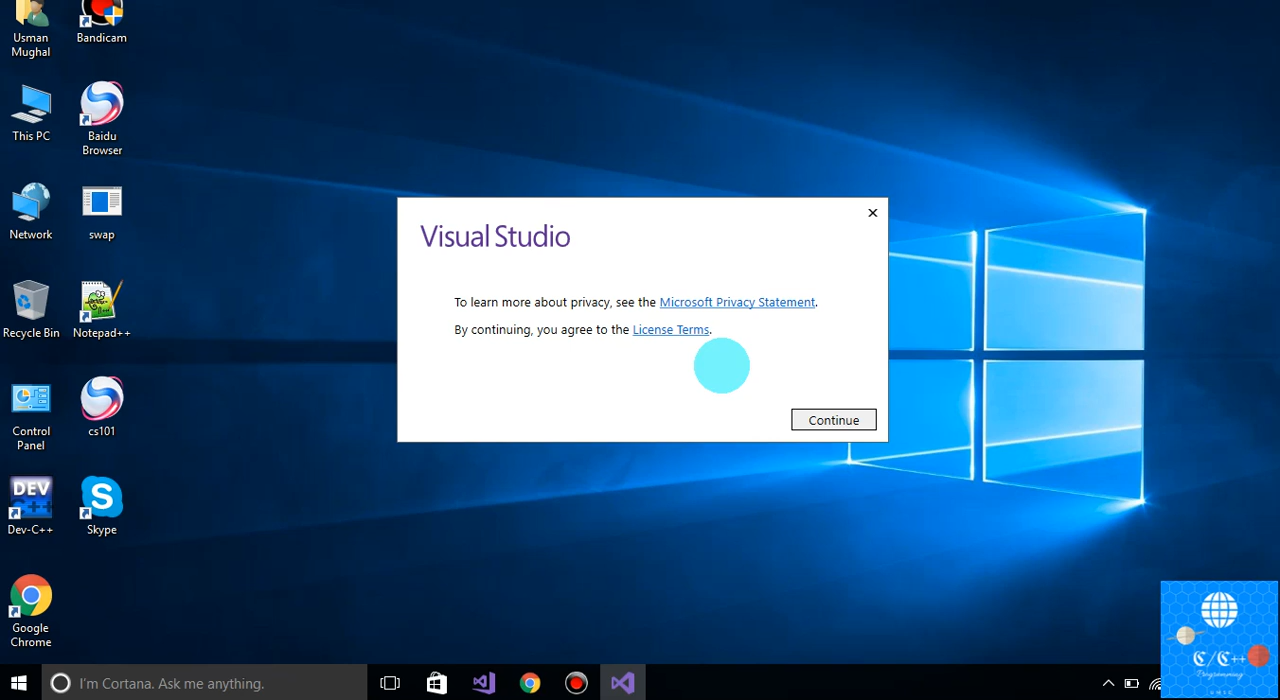 Usman
Mughal
Bandicam
This PC
Baidu
Browser
Network
swap
Recycle Bin
Notepad++
Control
Panel
cs101
DEV
C++
Dev-C++
S
Skype
Google
Chrome
Visual Studio
To learn more about privacy, see the Microsoft Privacy Statement.
By continuing, you agree to the License Terms.
Continue
I'm Cortana. Ask me anything.
C/C++
Programming